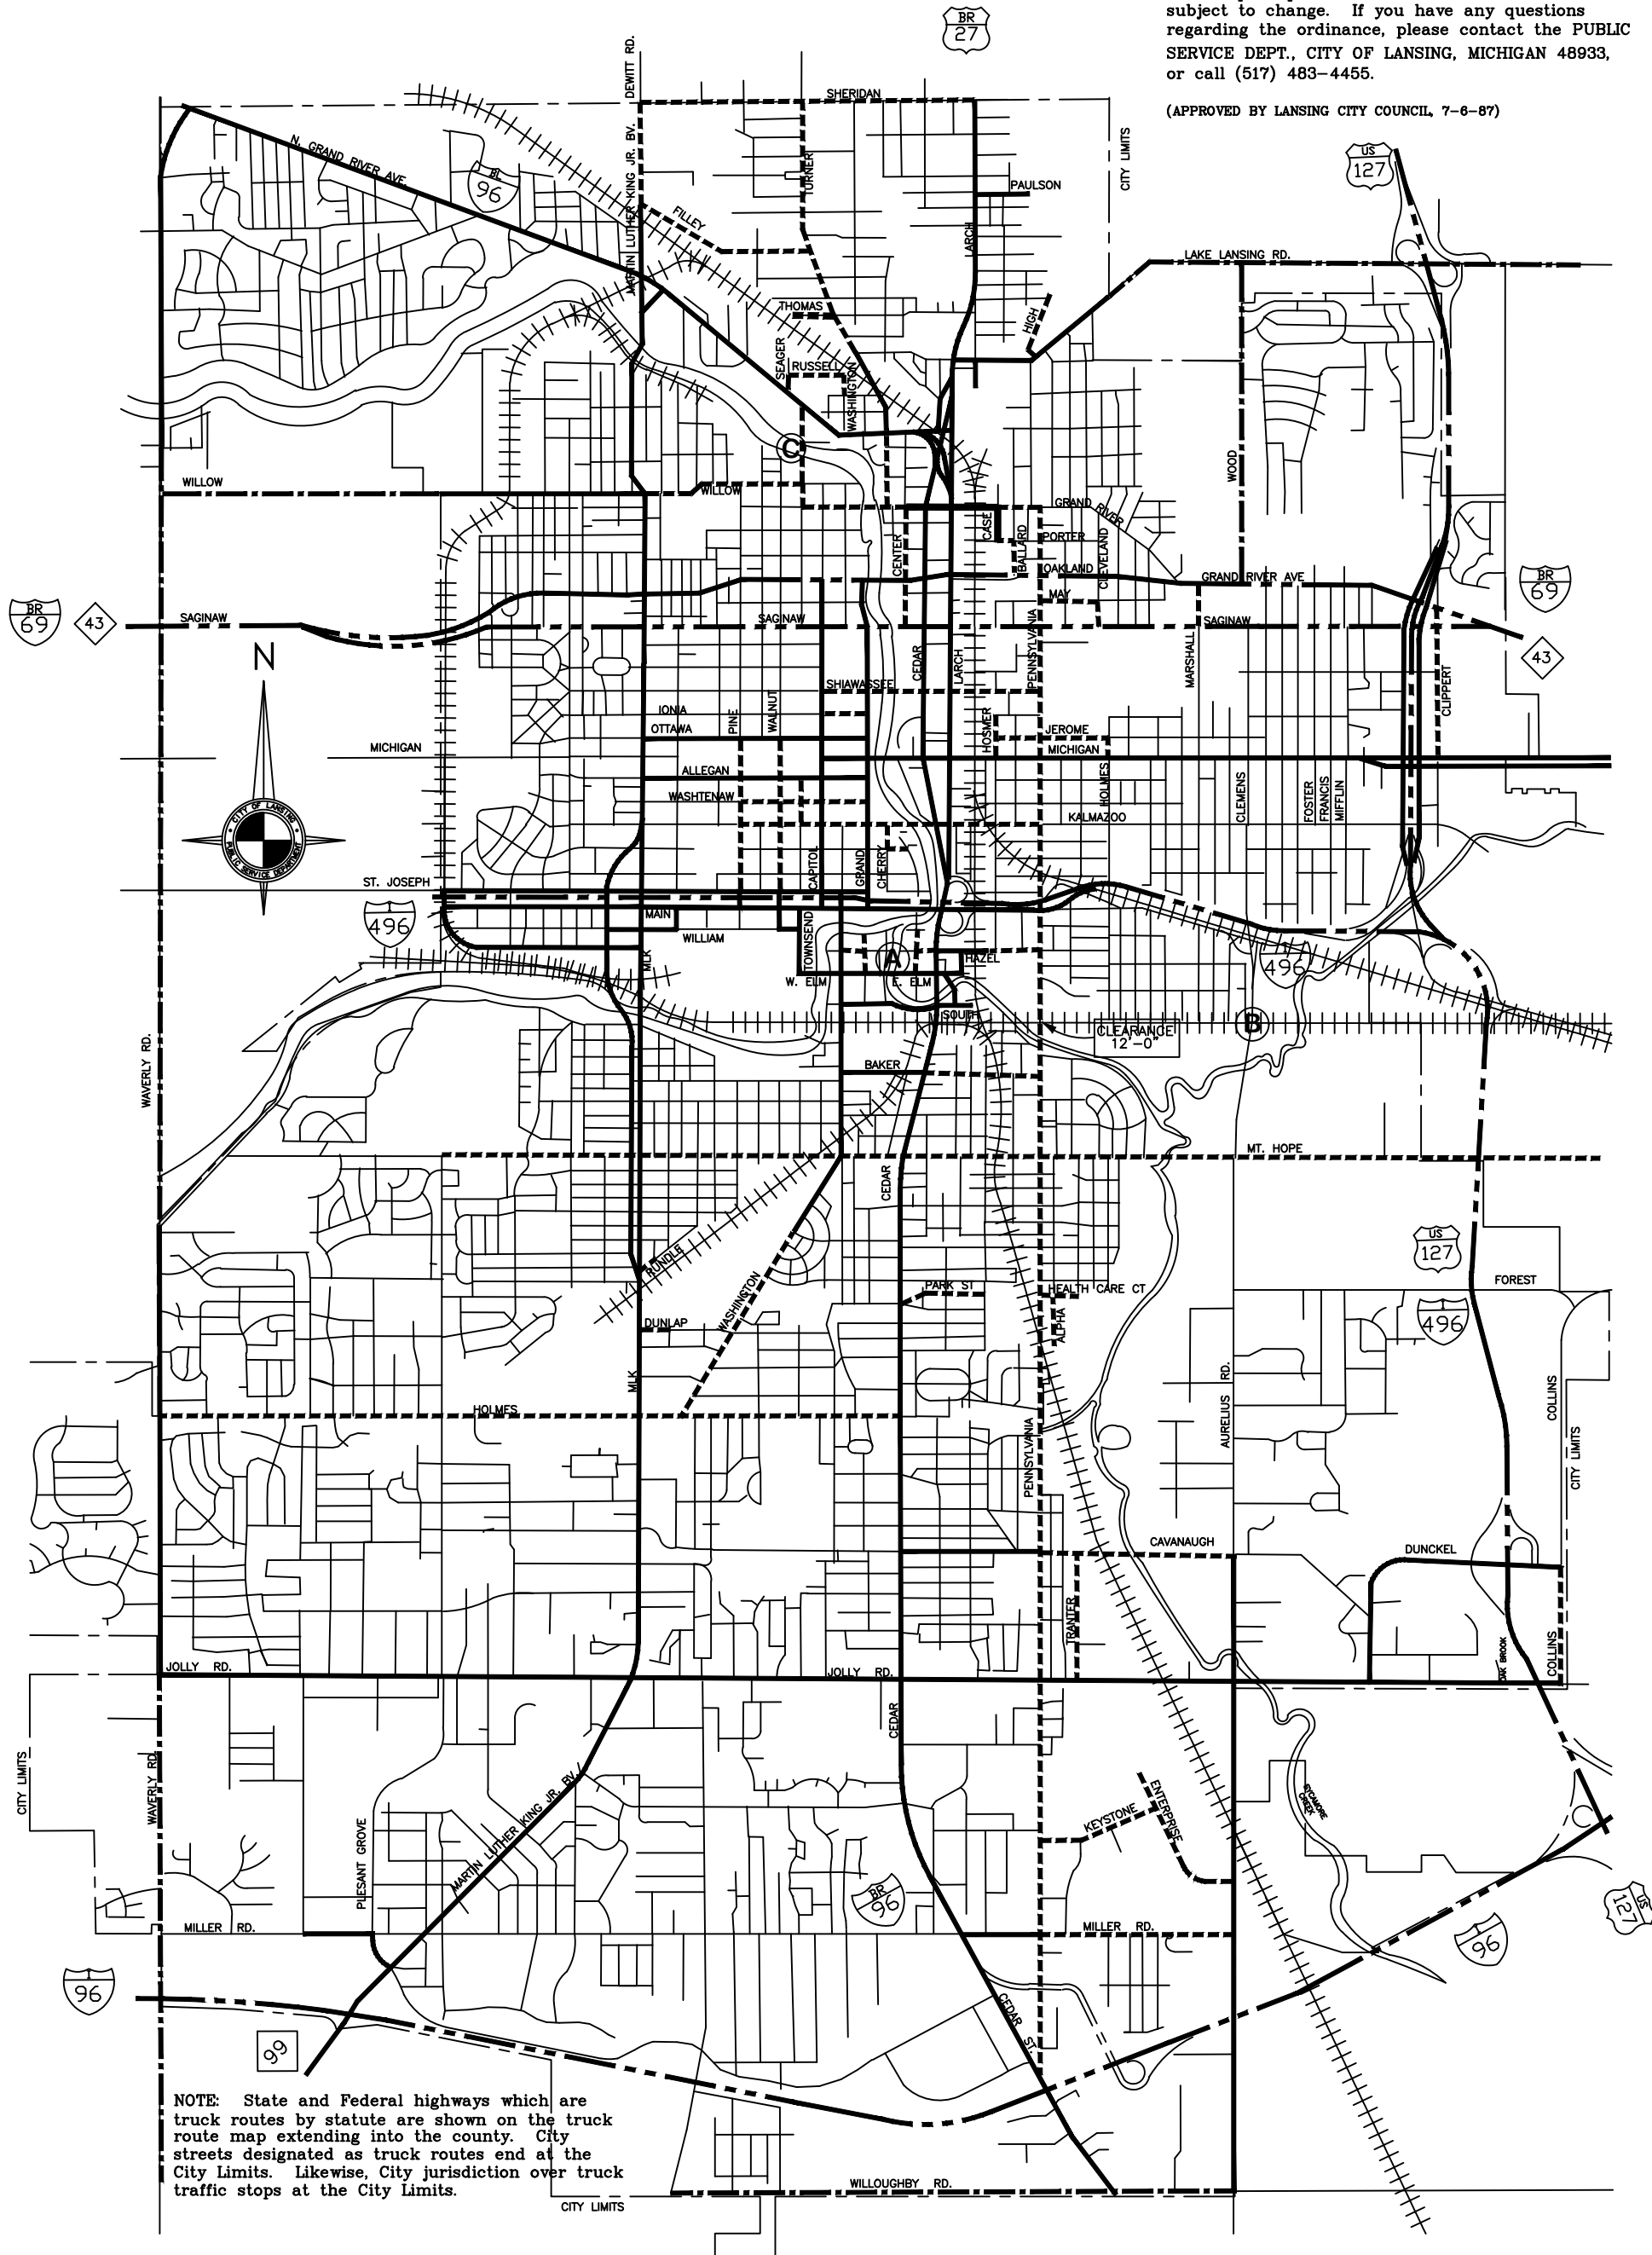 BR
27
subject to change. If you have any questions
regarding the ordinance, please contact the PUBLIC
SERVICE DEPT., CITY OF LANSING, MICHIGAN 48933,
or call (517) 483-4455.
(APPROVED BY LANSING CITY COUNCIL, 7-6-87)
DEWITT RD.
SHERIDAN
N. GRAND RIVER AVE.
BL
96
MARTIN LUTHER KING JR. BV.
TURNER
CITY LIMITS
US
127
PAULSON
FILLEY
LARCH
LAKE LANSING RD.
THOMAS
HIGH
SEAGER
RUSSELL
WASHINGTON
C
WOOD
WILLOW
WILLOW
GRAND RIVER
CASE
CENTER
BALLARD
PORTER
CLEVELAND
OAKLAND
GRAND RIVER AVE
BR
69
BR
69
43
SAGINAW
MAY
SAGINAW
SAGINAW
N
PENNSYLVANIA
CEDAR
LARCH
MARSHALL
43
CLIPPERT
SHIAWASSEE
IONIA
OTTAWA
PINE
WALNUT
HOSMER
JEROME
MICHIGAN
MICHIGAN
ALLEGAN
WASHTENAW
HOLMES
CLEMENS
FOSTER
FRANCIS
MIFFLIN
KALMAZOO
CITY OF LANSING
PUBLIC SERVICE DEPARTMENT
CAPITOL
GRAND
CHERRY
ST. JOSEPH
I
496
MAIN
WILLIAM
TOWNSEND
MLK
A
HAZEL
W. ELM
E. ELM
I
496
SOUTH
CLEARANCE
12'-0"
B
WAVERLY RD.
BAKER
MT. HOPE
CEDAR
RUNDLE
WASHINGTON
US
127
PARK ST
HEALTH CARE CT
ALPHA
FOREST
DUNLAP
I
496
MLK
AURELIUS RD.
COLLINS
HOLMES
PENNSYLVANIA
CITY LIMITS
CAVANAUGH
DUNCKEL
TRANTER
COLLINS
JOLLY RD.
JOLLY RD.
CEDAR
CITY LIMITS
WAVERLY RD.
MARTIN LUTHER KING JR. BV.
PLESANT GROVE
KEYSTONE
ENTERPRISE
SYCAMORE
CREEK
BR
96
US
127
MILLER RD.
MILLER RD.
I
96
I
96
CEDAR ST.
99
NOTE: State and Federal highways which are
truck routes by statute are shown on the truck
route map extending into the county. City
streets designated as truck routes end at the
City Limits. Likewise, City jurisdiction over truck
traffic stops at the City Limits.
WILLOUGHBY RD.
CITY LIMITS